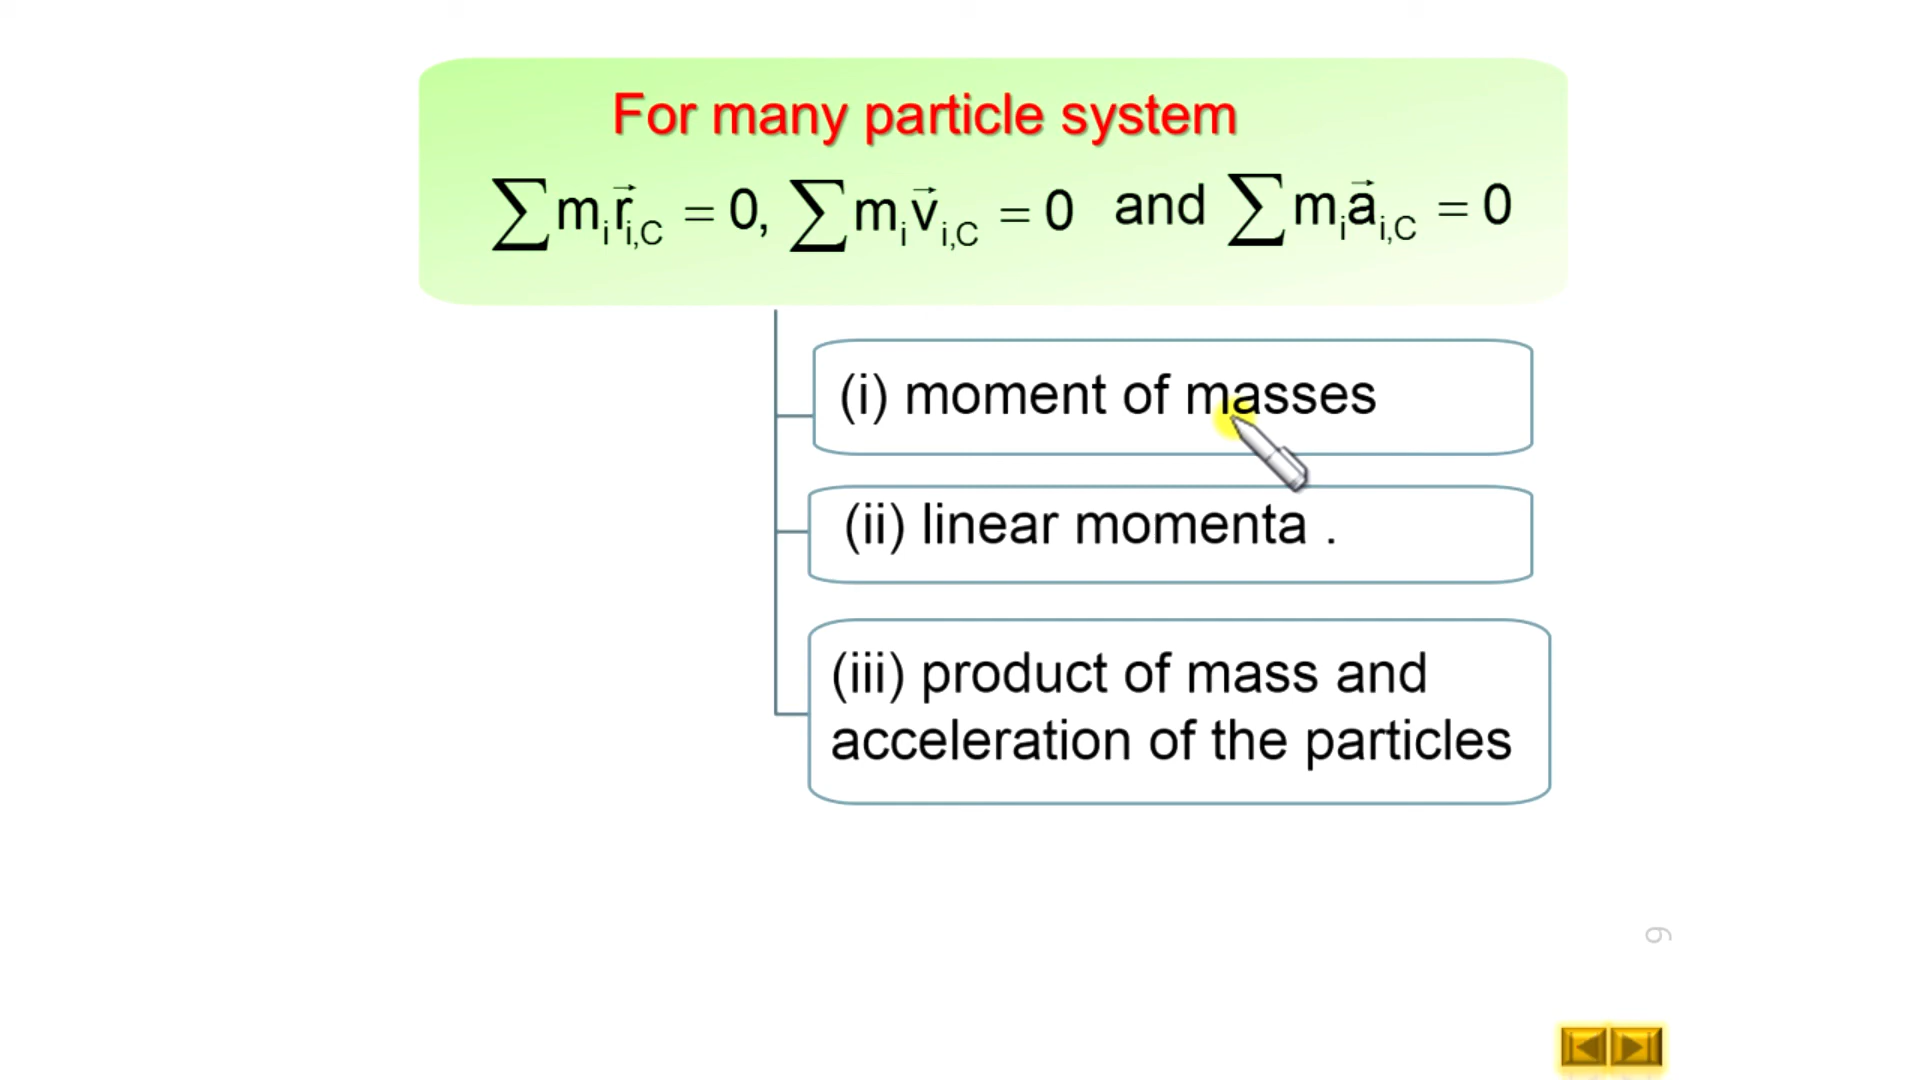 For many particle system
∑mᵢr⃗ᵢ,C = 0, ∑mᵢv⃗ᵢ,C = 0 and ∑mᵢa⃗ᵢ,C = 0
(i) moment of masses
(ii) linear momenta .
(iii) product of mass and
acceleration of the particles
9